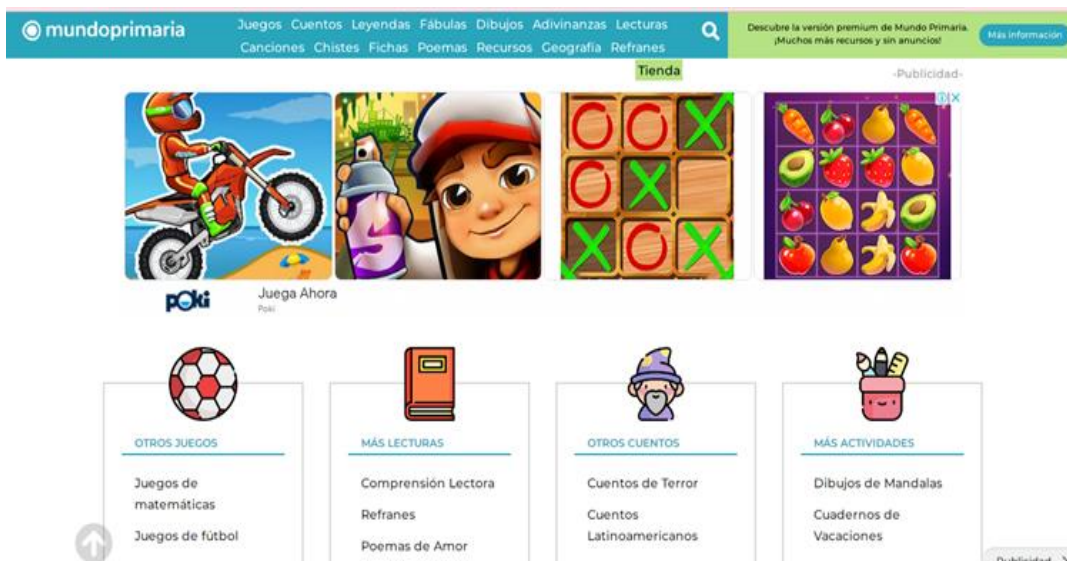 mundoprimaria
Juegos Cuentos Leyendas Fábulas Dibujos Adivinanzas Lecturas
Canciones Chistes Fichas Poemas Recursos Geografía Refranes
Tienda
Descubre la versión premium de Mundo Primaria.
¡Muchos más recursos y sin anuncios!
Más información
-Publicidad-
poki
Juega Ahora
Poki
OTROS JUEGOS
Juegos de
matemáticas
Juegos de fútbol
MÁS LECTURAS
Comprensión Lectora
Refranes
Poemas de Amor
OTROS CUENTOS
Cuentos de Terror
Cuentos
Latinoamericanos
MÁS ACTIVIDADES
Dibujos de Mandalas
Cuadernos de
Vacaciones
Publicidad